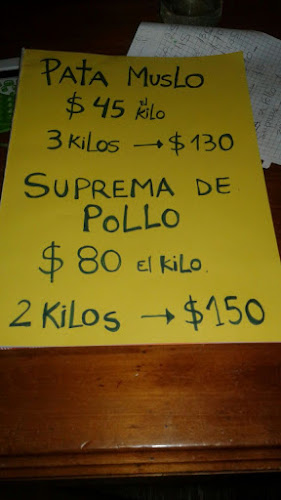 PATA MUSLO
$ 45 el Kilo
3 KiLos → $ 130
SUPREMA DE
POLLO
$ 80 el KiLo.
2 KiLos → $ 150